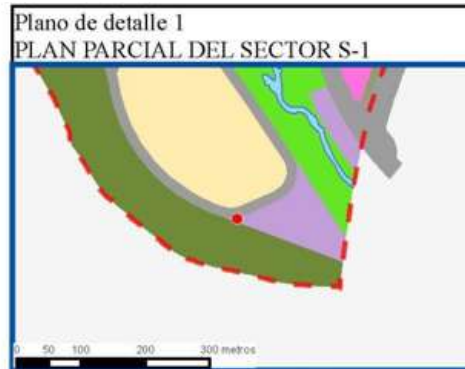 Plano de detalle 1
PLAN PARCIAL DEL SECTOR S-1
0 50 100 200 300 metros